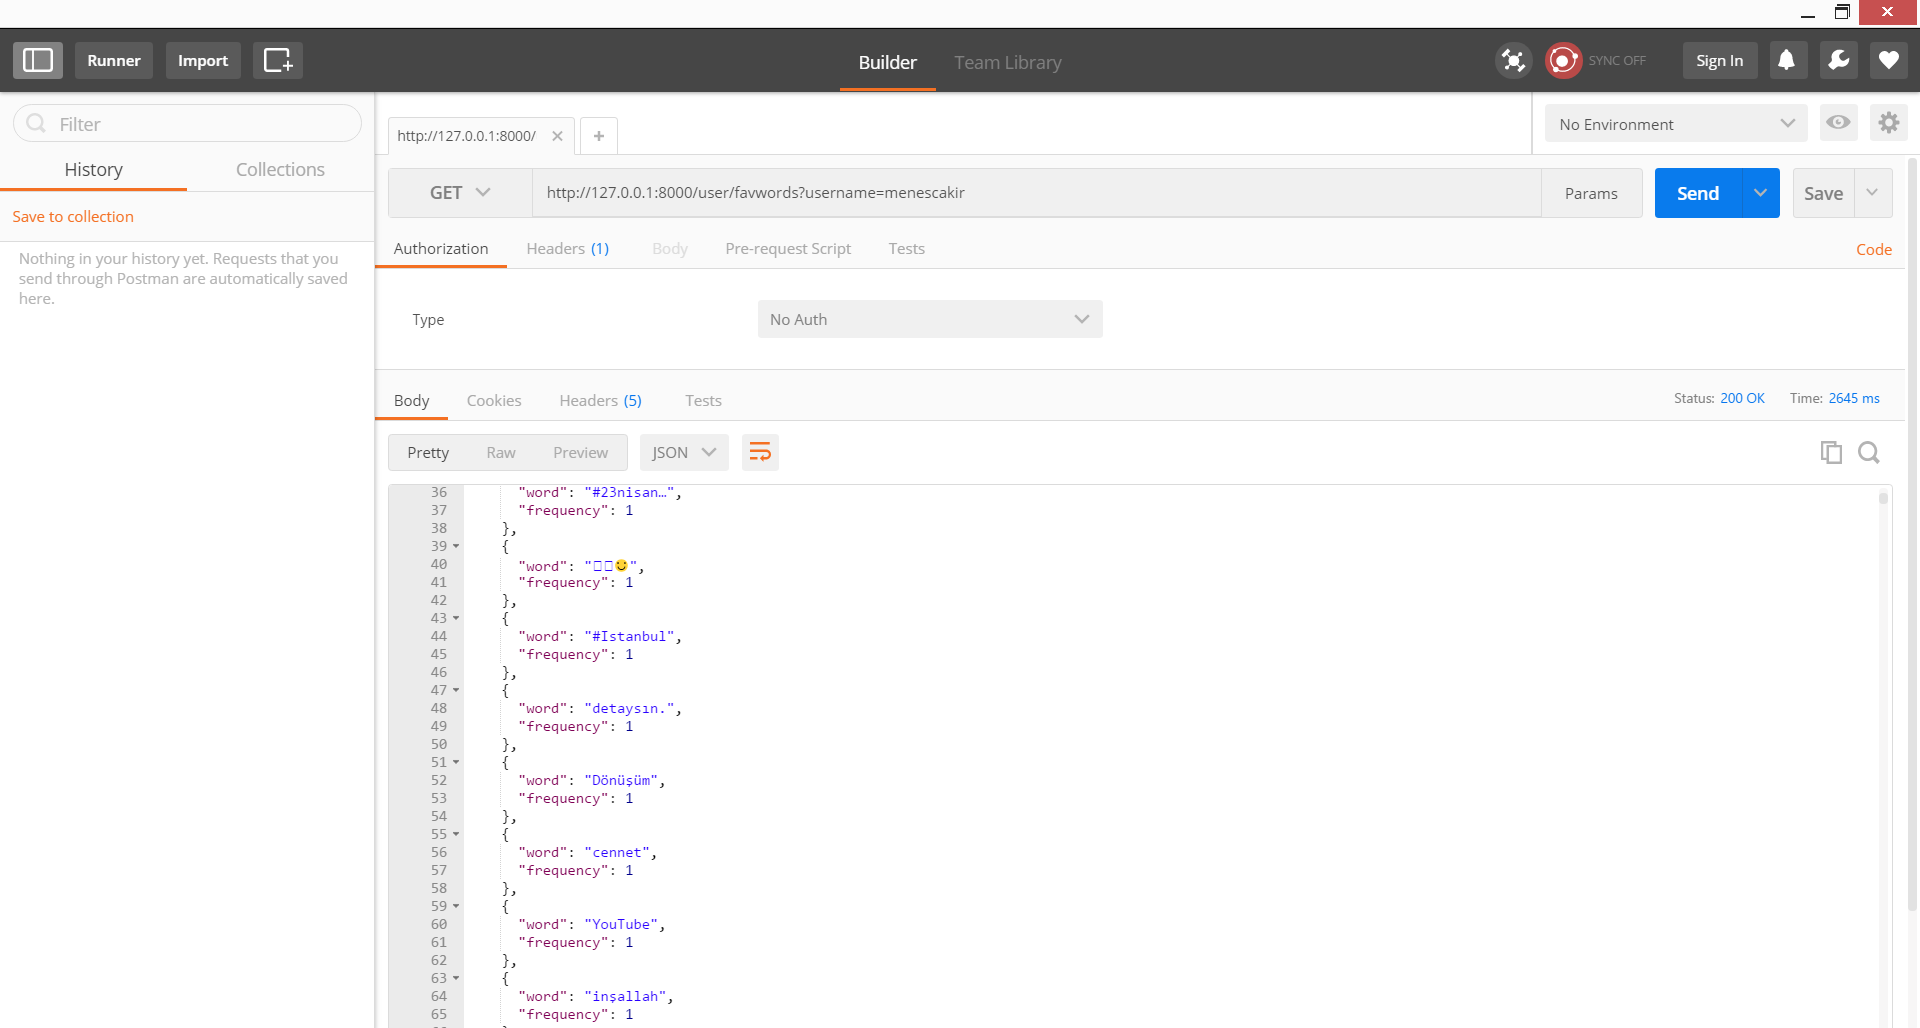 Runner
Import
Builder
Team Library
SYNC OFF
Sign In
Filter
History
Collections
Save to collection
Nothing in your history yet. Requests that you
send through Postman are automatically saved
here.
http://127.0.0.1:8000/
No Environment
GET
http://127.0.0.1:8000/user/favwords?username=menescakir
Params
Send
Save
Authorization
Headers (1)
Body
Pre-request Script
Tests
Code
Type
No Auth
Body
Cookies
Headers (5)
Tests
Status: 200 OK
Time: 2645 ms
Pretty
Raw
Preview
JSON
36 "word": "#23nisan…",
37 "frequency": 1
38 },
39 {
40 "word": "□□🙂",
41 "frequency": 1
42 },
43 {
44 "word": "#Istanbul",
45 "frequency": 1
46 },
47 {
48 "word": "detaysın.",
49 "frequency": 1
50 },
51 {
52 "word": "Dönüşüm",
53 "frequency": 1
54 },
55 {
56 "word": "cennet",
57 "frequency": 1
58 },
59 {
60 "word": "YouTube",
61 "frequency": 1
62 },
63 {
64 "word": "inşallah",
65 "frequency": 1